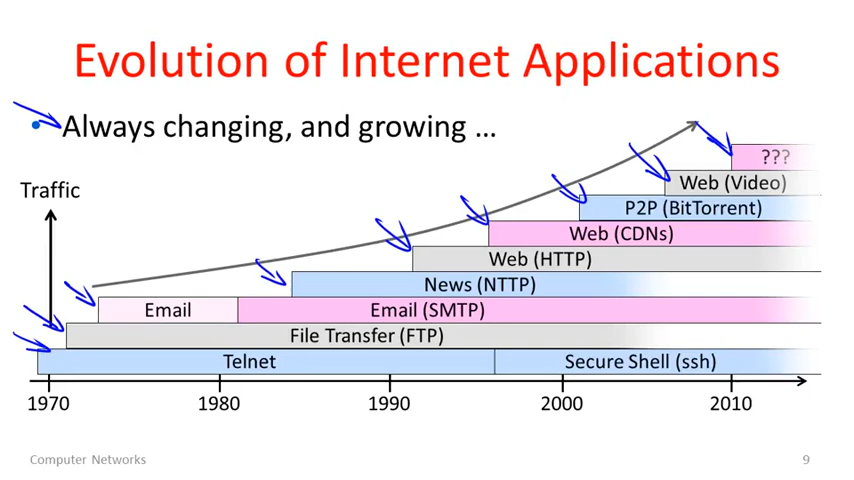 Evolution of Internet Applications
• Always changing, and growing …
Traffic
???
Web (Video)
P2P (BitTorrent)
Web (CDNs)
Web (HTTP)
News (NTTP)
Email Email (SMTP)
File Transfer (FTP)
Telnet Secure Shell (ssh)
1970 1980 1990 2000 2010
Computer Networks 9